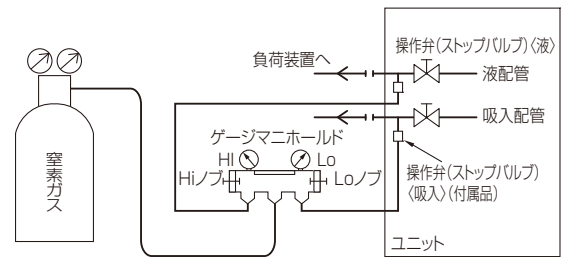 操作弁(ストップバルブ)〈液〉
負荷装置へ
液配管
吸入配管
ゲージマニホールド
HI
Lo
Hiノブ
Loノブ
操作弁(ストップバルブ)
〈吸入〉(付属品)
窒素ガス
ユニット